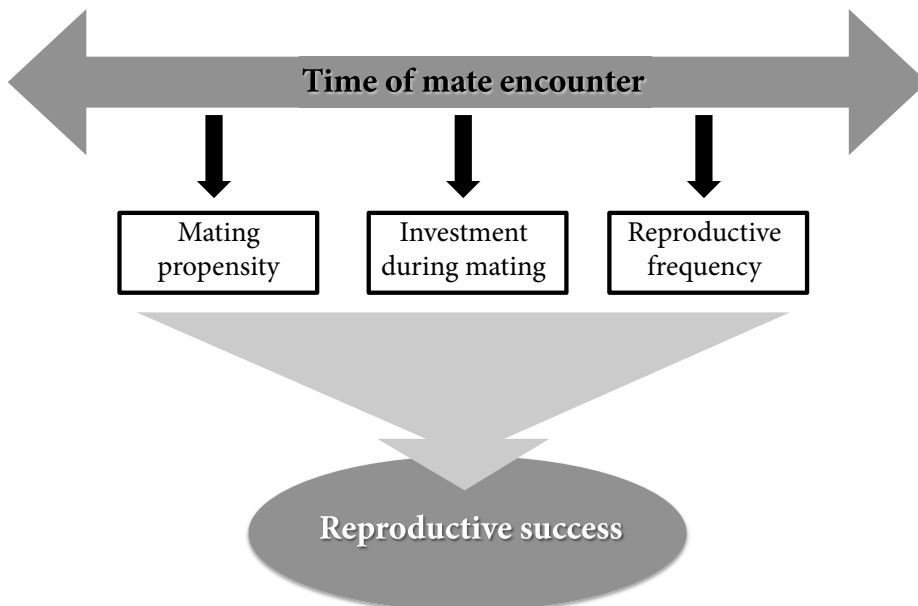 Time of mate encounter
Mating
propensity
Investment
during mating
Reproductive
frequency
Reproductive success